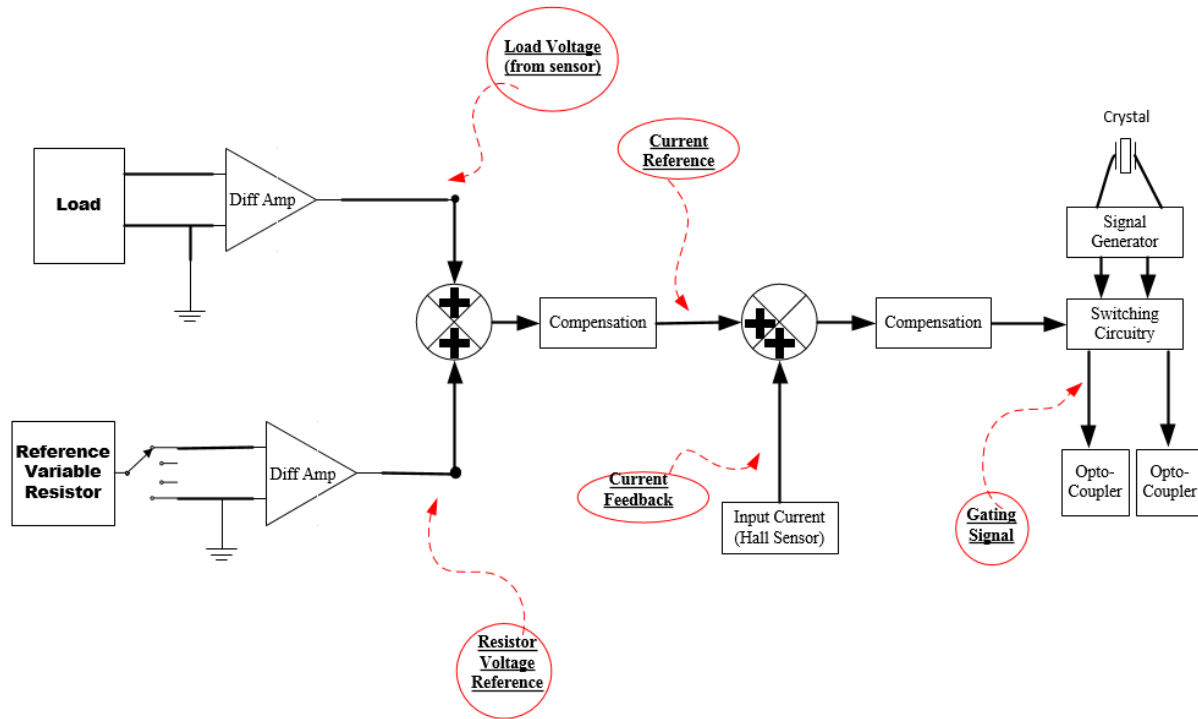 Load Voltage
(from sensor)
Current
Reference
Crystal
Load
Diff Amp
Signal
Generator
Compensation
Compensation
Switching
Circuitry
Reference
Variable
Resistor
Diff Amp
Current
Feedback
Input Current
(Hall Sensor)
Gating
Signal
Opto-
Coupler
Opto-
Coupler
Resistor
Voltage
Reference